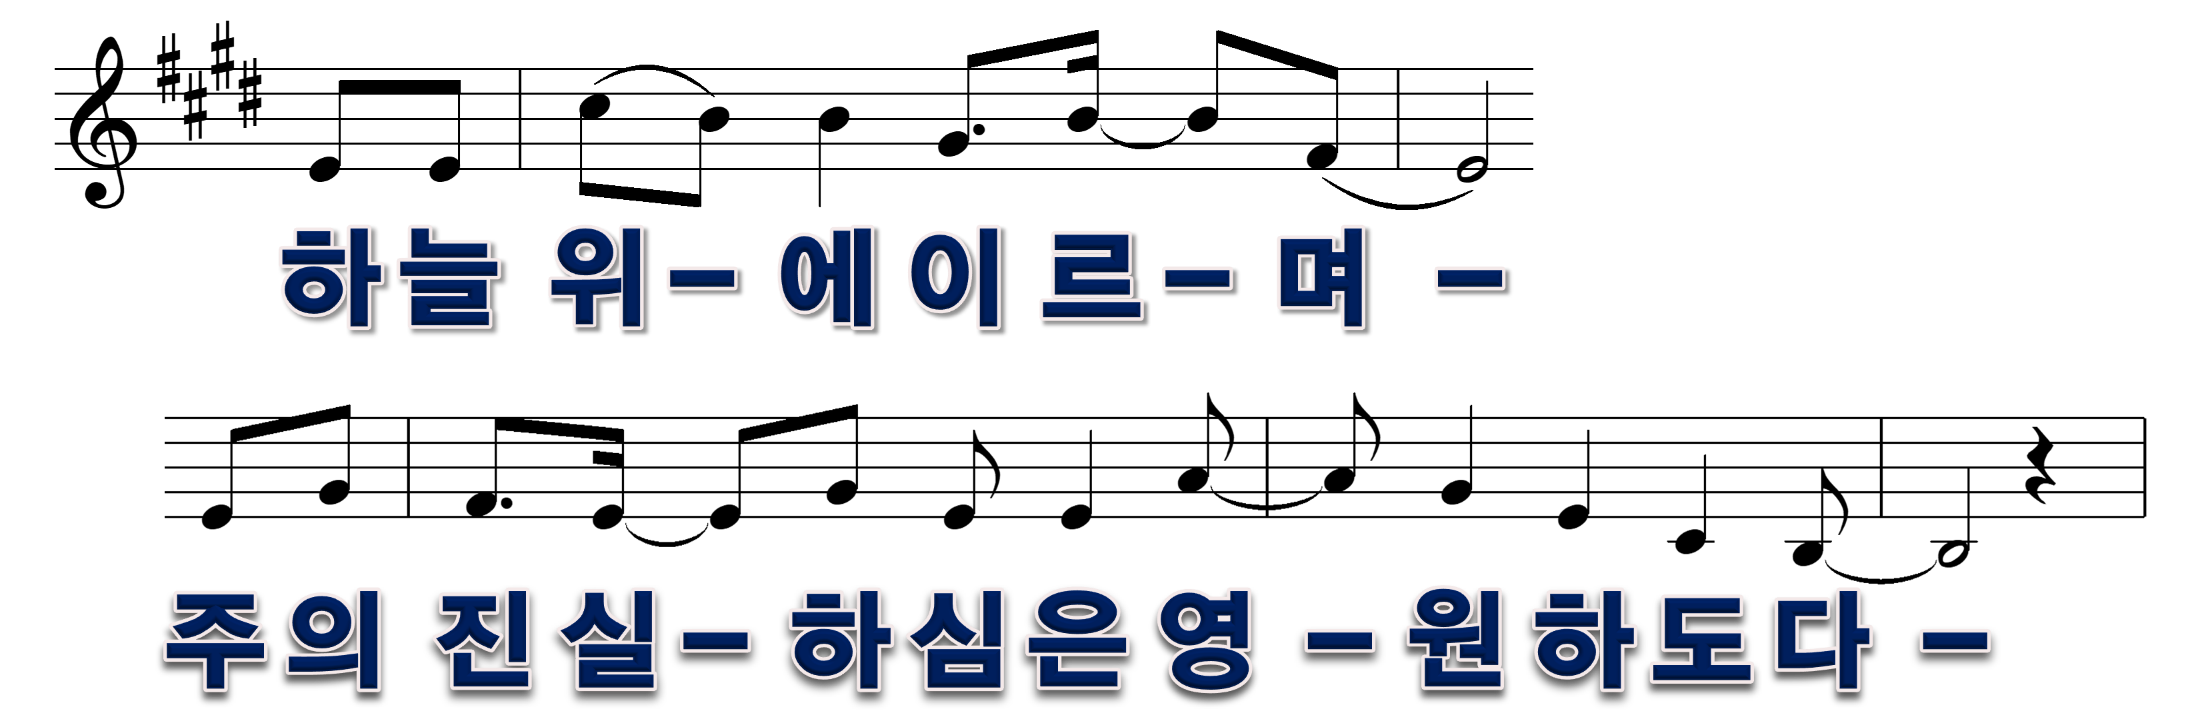 하늘 위- 에 이 르- 며 -
주의 진실- 하심은영 -원하도다 -